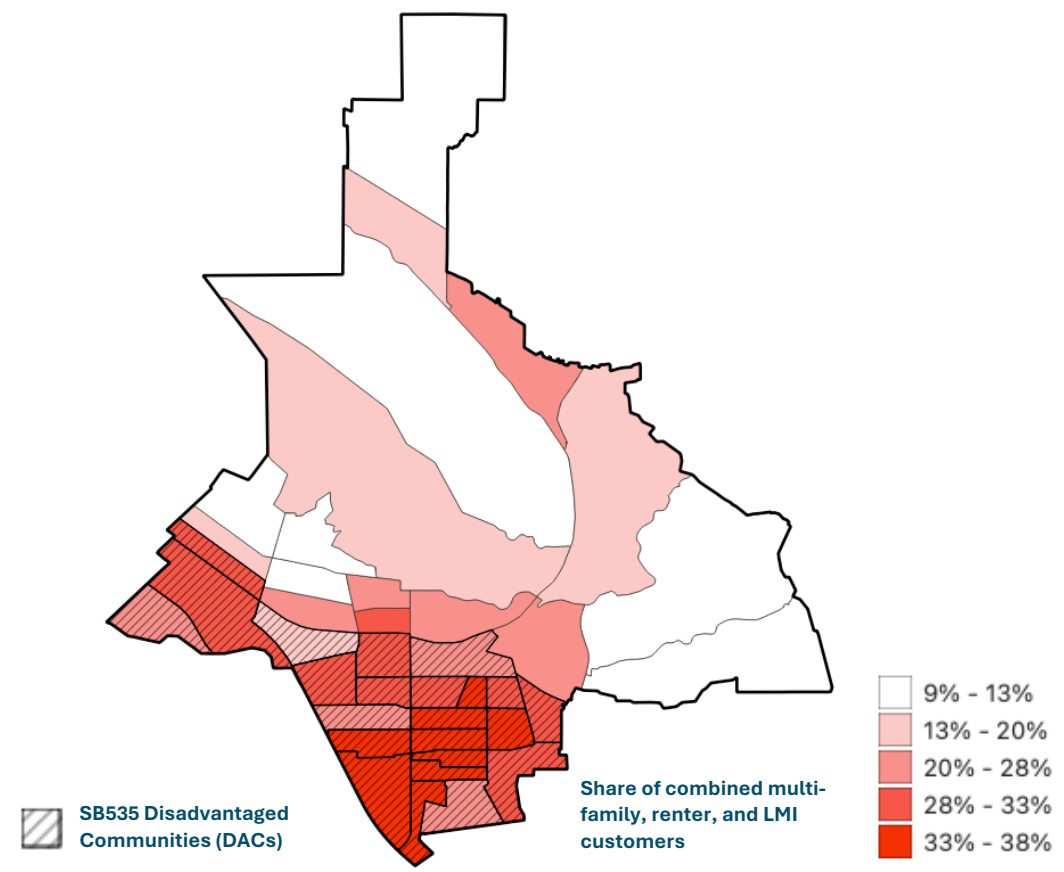 9% - 13%
13% - 20%
20% - 28%
28% - 33%
33% - 38%
Share of combined multi-
family, renter, and LMI
customers
SB535 Disadvantaged
Communities (DACs)